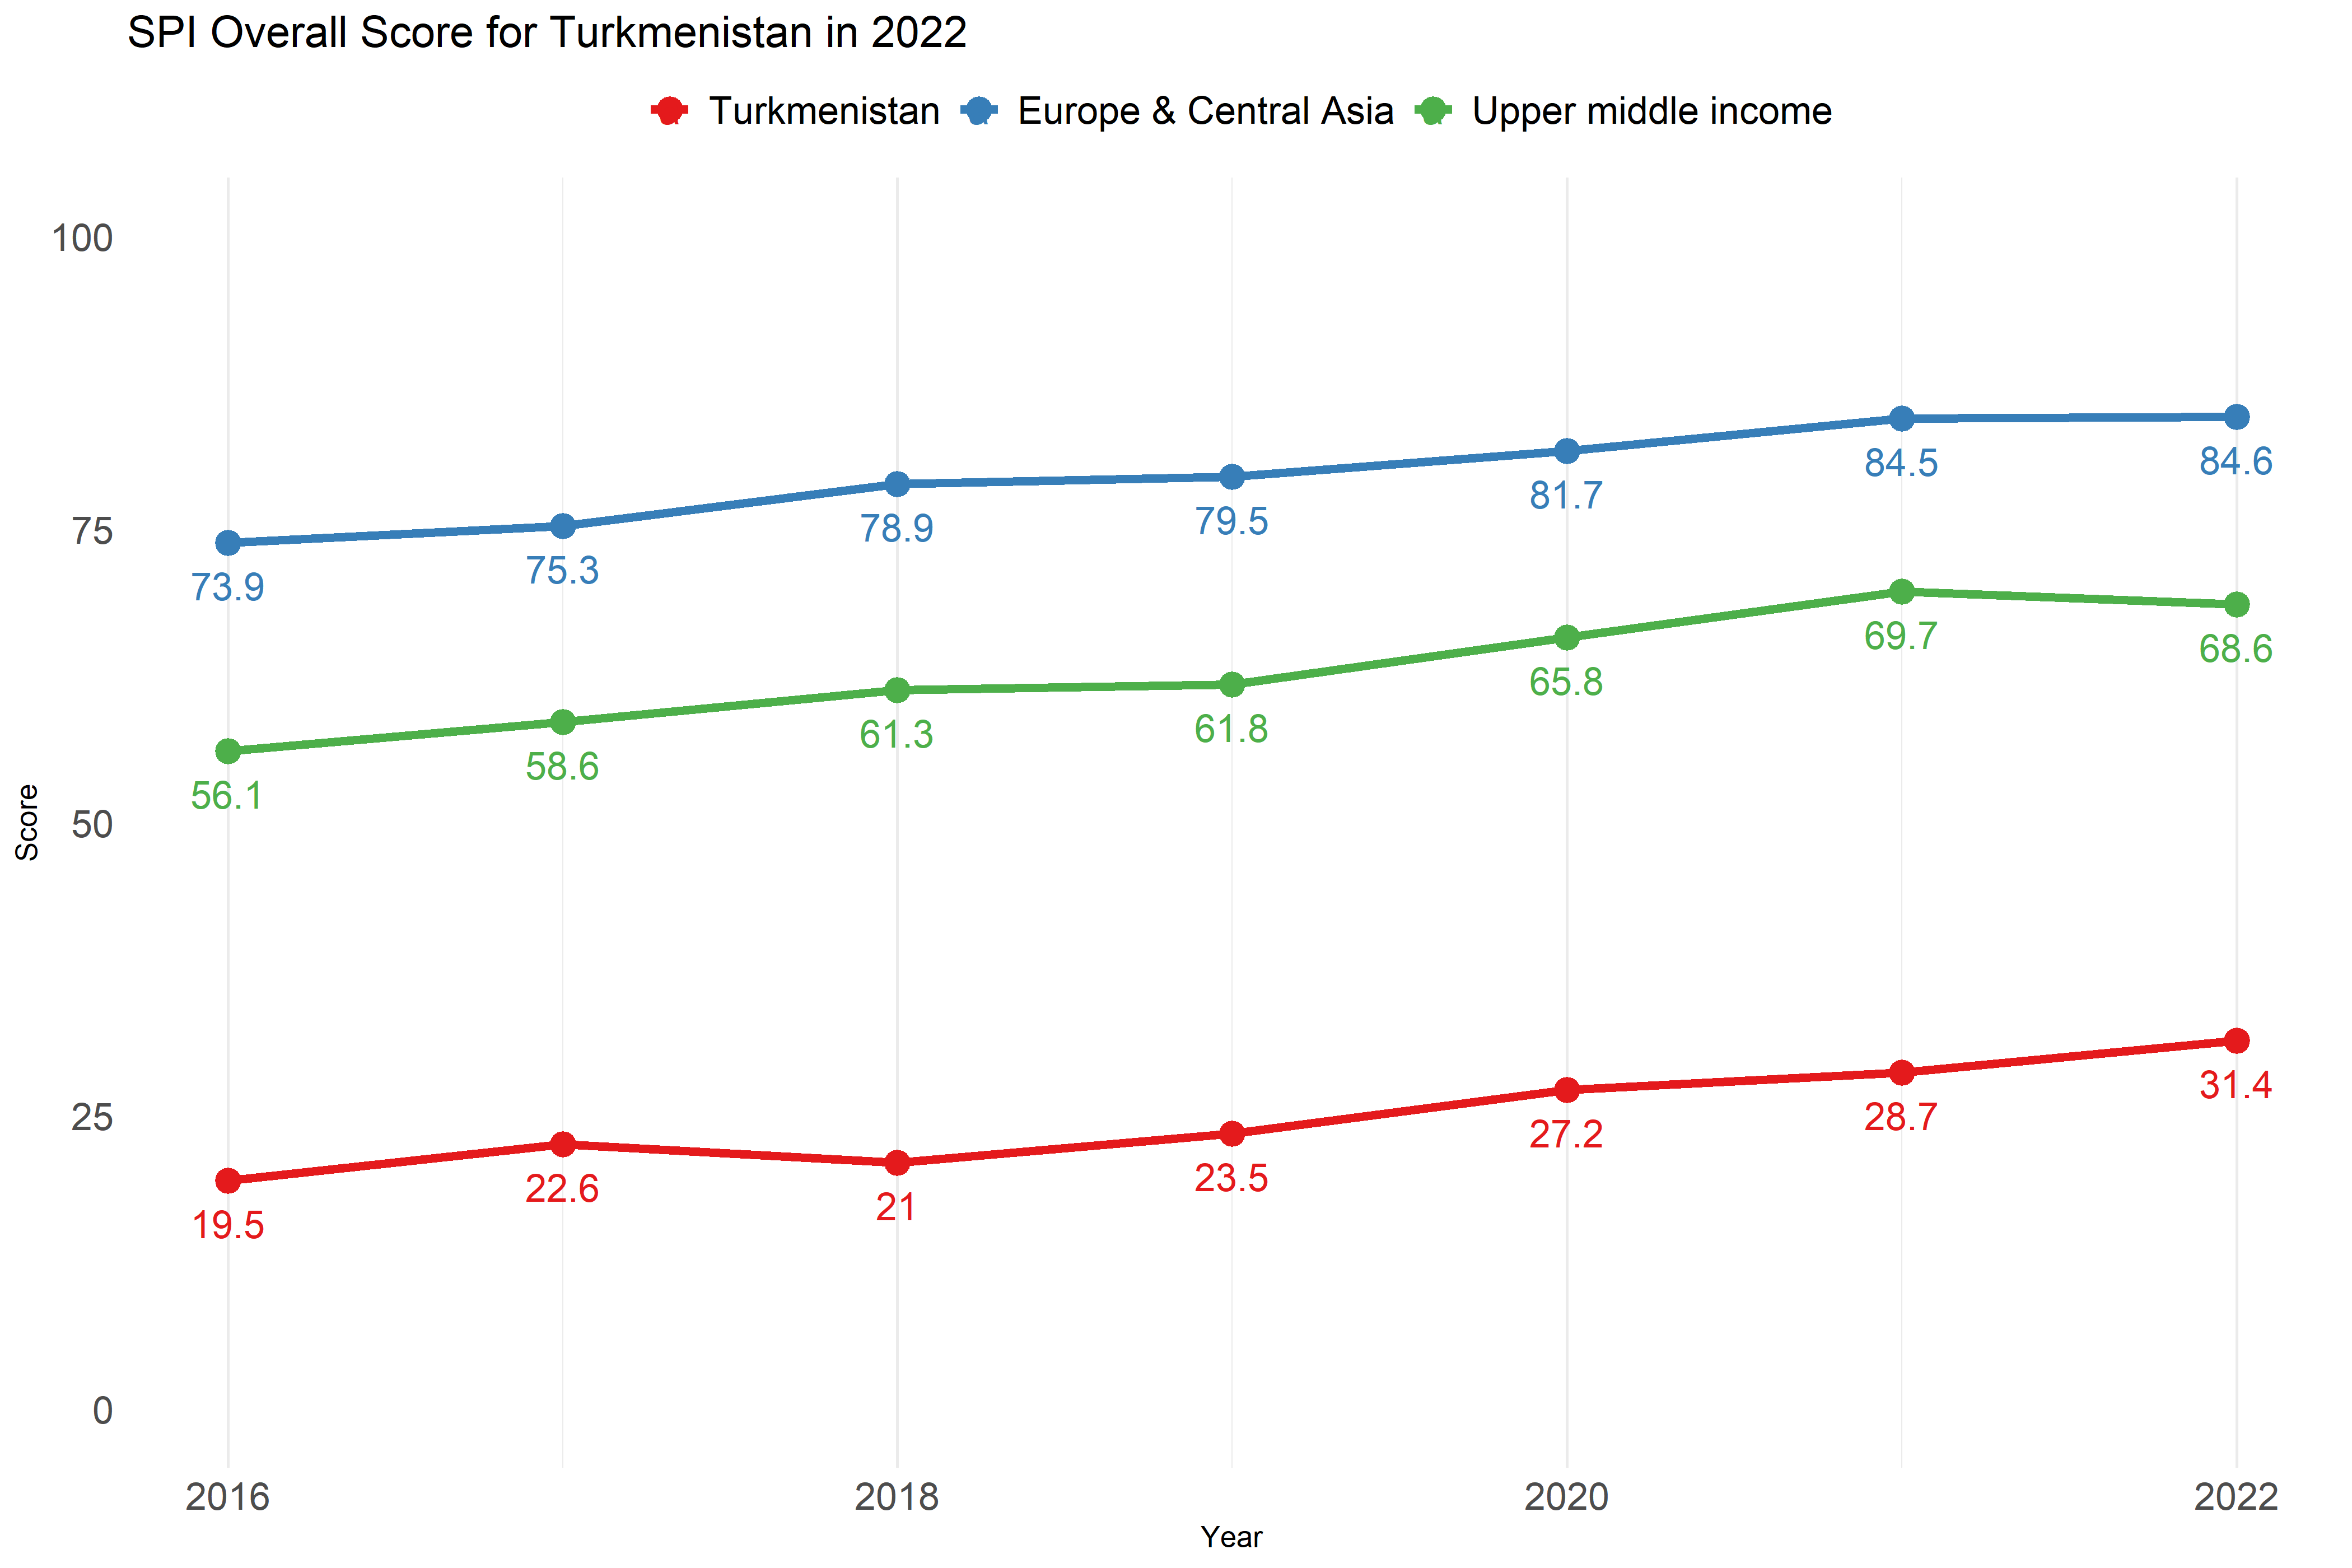 SPI Overall Score for Turkmenistan in 2022
Turkmenistan Europe & Central Asia Upper middle income
100
75
50
25
0
Score
73.9 75.3 78.9 79.5 81.7 84.5 84.6
56.1 58.6 61.3 61.8 65.8 69.7 68.6
19.5 22.6 21 23.5 27.2 28.7 31.4
2016 2018 2020 2022
Year